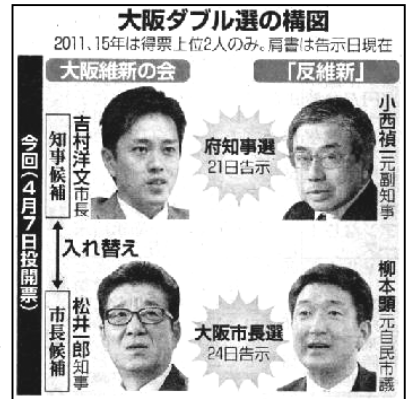 大阪ダブル選の構図
2011、15年は得票上位2人のみ。肩書は告示日現在
大阪維新の会
「反維新」
今回(4月7日投開票)
知事候補
吉村洋文市長
府知事選
21日告示
小西禎一元副知事
入れ替え
市長候補
松井一郎知事
大阪市長選
24日告示
柳本顕元自民市議